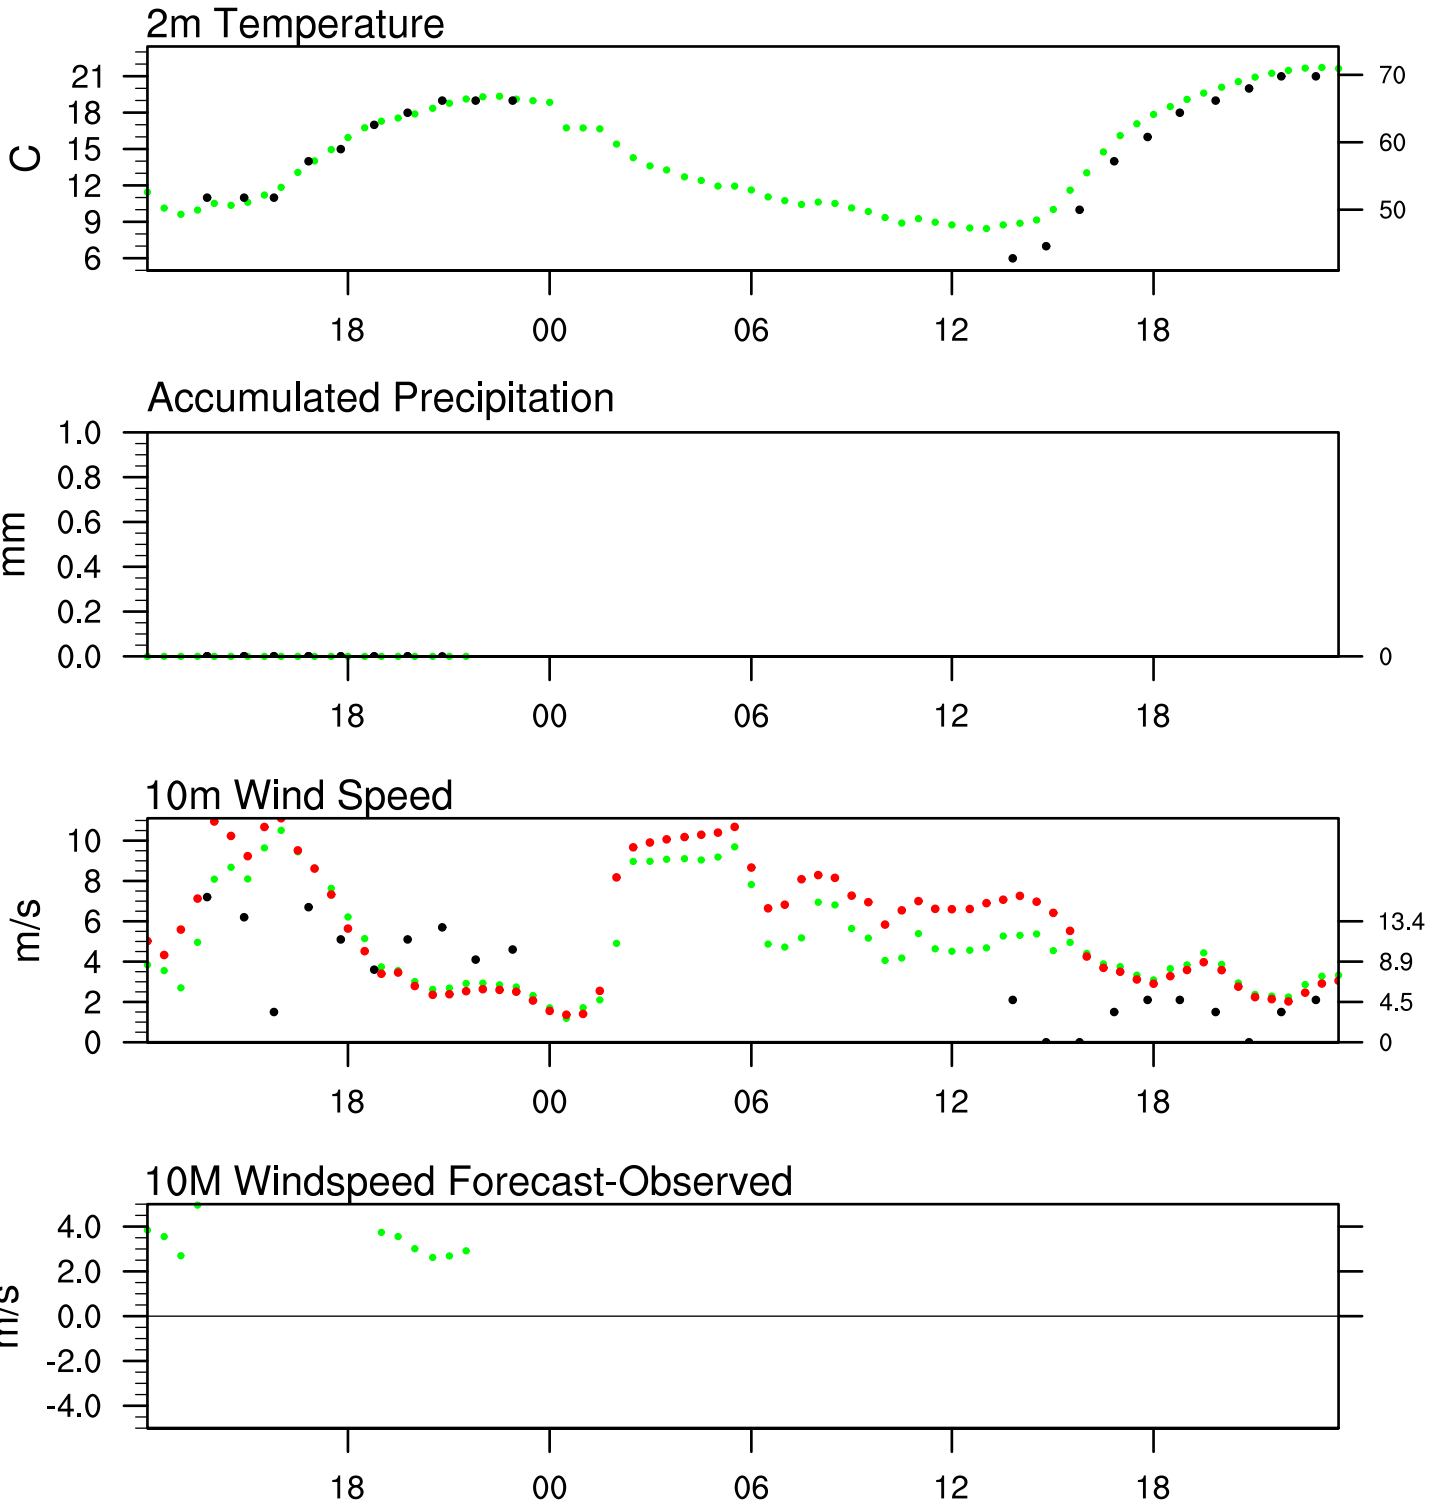 2m Temperature
21
18
15
12
9
6
C
70
60
50
18 00 06 12 18
Accumulated Precipitation
1.0
0.8
0.6
0.4
0.2
0.0
mm
0
18 00 06 12 18
10m Wind Speed
10
8
6
4
2
0
m/s
13.4
8.9
4.5
0
18 00 06 12 18
10M Windspeed Forecast-Observed
4.0
2.0
0.0
-2.0
-4.0
m/s
18 00 06 12 18